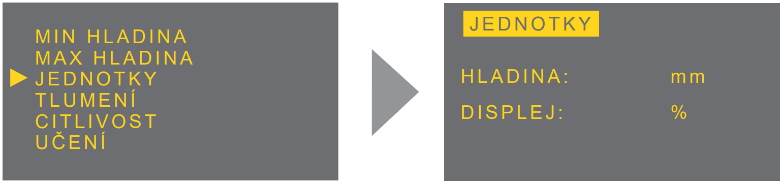 MIN HLADINA
MAX HLADINA
JEDNOTKY
TLUMENÍ
CITLIVOST
UČENÍ
JEDNOTKY
HLADINA: mm
DISPLEJ: %